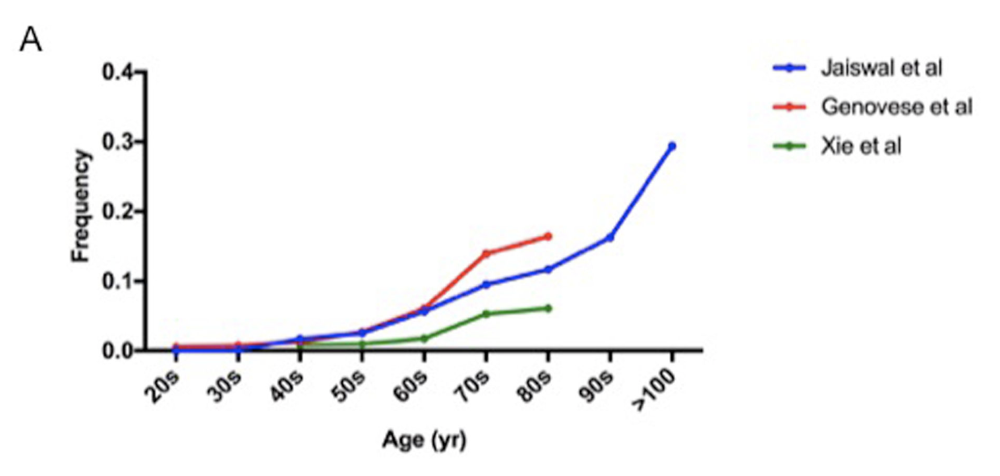 A
Jaiswal et al
Genovese et al
Xie et al
Frequency
0.4
0.3
0.2
0.1
0.0
20s
30s
40s
50s
60s
70s
80s
90s
>100
Age (yr)